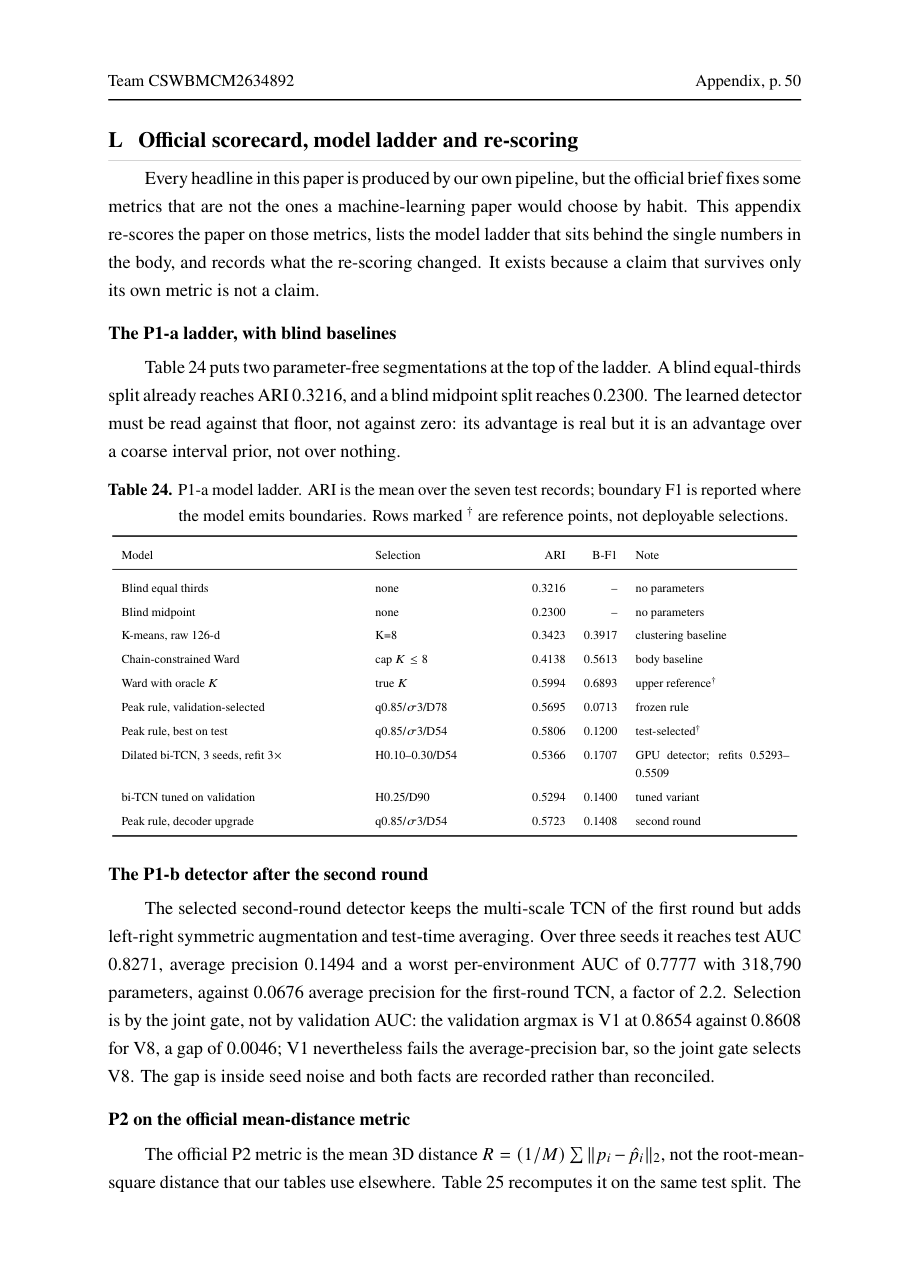 Team CSWBMCM2634892 Appendix, p. 50
L Official scorecard, model ladder and re-scoring
Every headline in this paper is produced by our own pipeline, but the official brief fixes some
metrics that are not the ones a machine-learning paper would choose by habit. This appendix
re-scores the paper on those metrics, lists the model ladder that sits behind the single numbers in
the body, and records what the re-scoring changed. It exists because a claim that survives only
its own metric is not a claim.
The P1-a ladder, with blind baselines
Table 24 puts two parameter-free segmentations at the top of the ladder. A blind equal-thirds
split already reaches ARI 0.3216, and a blind midpoint split reaches 0.2300. The learned detector
must be read against that floor, not against zero: its advantage is real but it is an advantage over
a coarse interval prior, not over nothing.
Table 24. P1-a model ladder. ARI is the mean over the seven test records; boundary F1 is reported where
the model emits boundaries. Rows marked † are reference points, not deployable selections.
Model Selection ARI B-F1 Note
Blind equal thirds none 0.3216 – no parameters
Blind midpoint none 0.2300 – no parameters
K-means, raw 126-d K=8 0.3423 0.3917 clustering baseline
Chain-constrained Ward cap K ≤ 8 0.4138 0.5613 body baseline
Ward with oracle K true K 0.5994 0.6893 upper reference†
Peak rule, validation-selected q0.85/σ3/D78 0.5695 0.0713 frozen rule
Peak rule, best on test q0.85/σ3/D54 0.5806 0.1200 test-selected†
Dilated bi-TCN, 3 seeds, refit 3× H0.10–0.30/D54 0.5366 0.1707 GPU detector; refits 0.5293–
0.5509
bi-TCN tuned on validation H0.25/D90 0.5294 0.1400 tuned variant
Peak rule, decoder upgrade q0.85/σ3/D54 0.5723 0.1408 second round
The P1-b detector after the second round
The selected second-round detector keeps the multi-scale TCN of the first round but adds
left-right symmetric augmentation and test-time averaging. Over three seeds it reaches test AUC
0.8271, average precision 0.1494 and a worst per-environment AUC of 0.7777 with 318,790
parameters, against 0.0676 average precision for the first-round TCN, a factor of 2.2. Selection
is by the joint gate, not by validation AUC: the validation argmax is V1 at 0.8654 against 0.8608
for V8, a gap of 0.0046; V1 nevertheless fails the average-precision bar, so the joint gate selects
V8. The gap is inside seed noise and both facts are recorded rather than reconciled.
P2 on the official mean-distance metric
The official P2 metric is the mean 3D distance R = (1/M) ∑ ‖pᵢ − p̂ᵢ‖₂, not the root-mean-
square distance that our tables use elsewhere. Table 25 recomputes it on the same test split. The